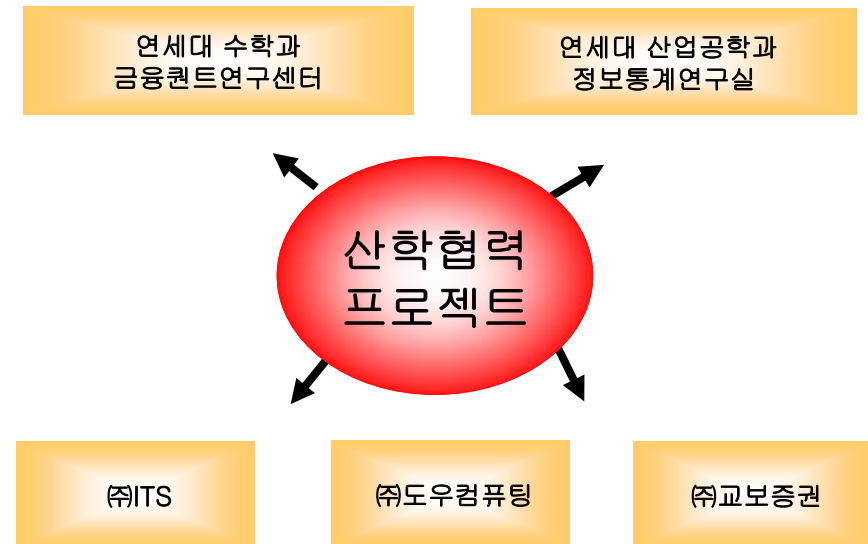 연세대 수학과
금융퀀트연구센터
연세대 산업공학과
정보통계연구실
산학협력
프로젝트
㈜ITS
㈜도우컴퓨팅
㈜교보증권